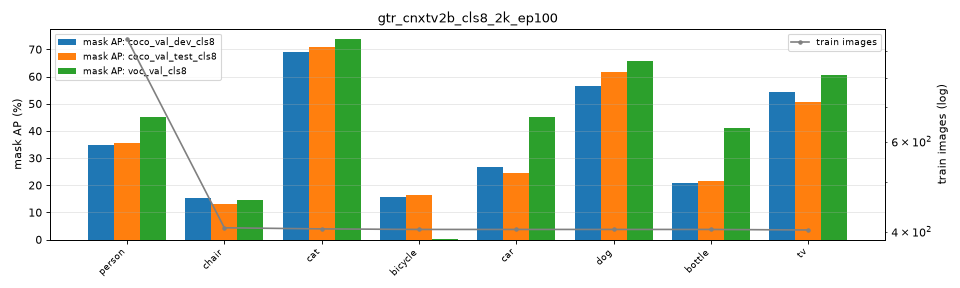 gtr_cnxtv2b_cls8_2k_ep100
mask AP: coco_val_dev_cls8
mask AP: coco_val_test_cls8
mask AP: voc_val_cls8
train images
mask AP (%)
70
60
50
40
30
20
10
0
6 × 10²
4 × 10²
train images (log)
person
chair
cat
bicycle
car
dog
bottle
tv